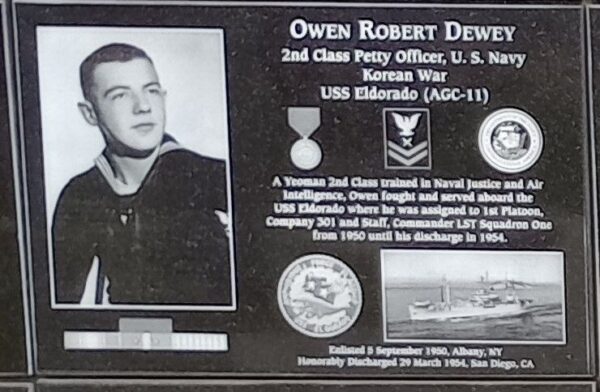 OWEN ROBERT DEWEY
2nd Class Petty Officer, U. S. Navy
Korean War
USS Eldorado (AGC-11)
A Yeoman 2nd Class trained in Naval Justice and Air
Intelligence, Owen fought and served aboard the
USS Eldorado where he was assigned to 1st Platoon,
Company 301 and Staff, Commander LST Squadron One
from 1950 until his discharge in 1954.
Enlisted 5 September 1950, Albany, NY
Honorably Discharged 29 March 1954, San Diego, CA